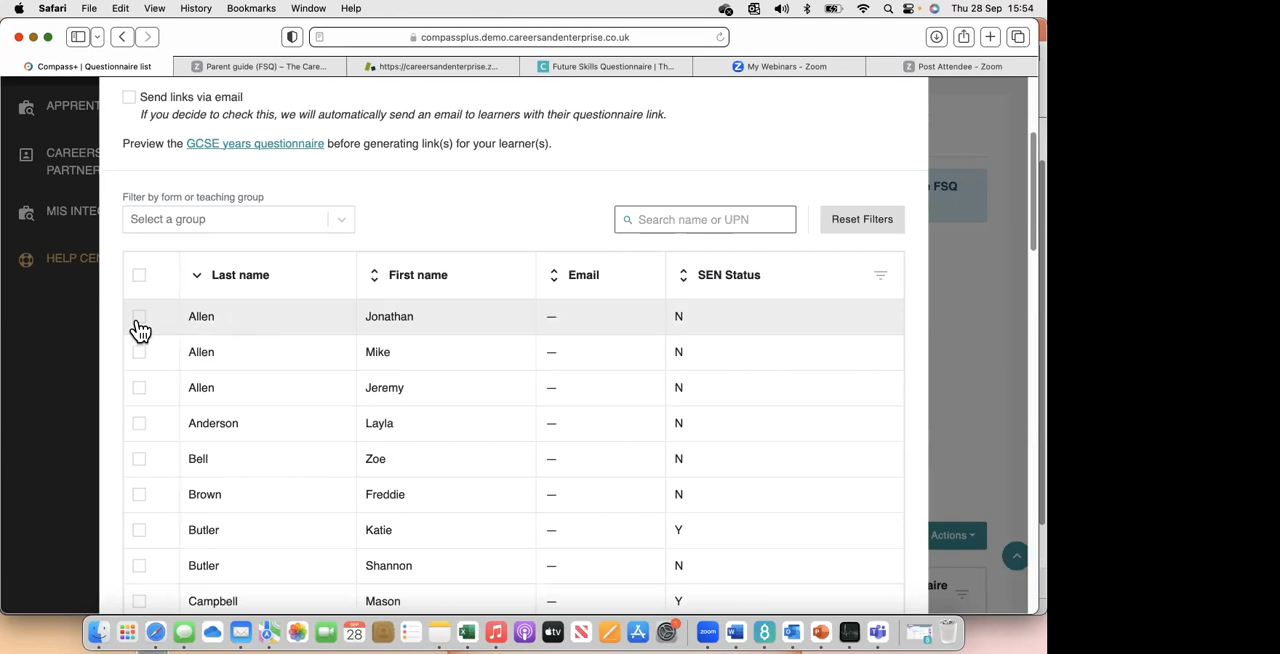 Safari File Edit View History Bookmarks Window Help Thu 28 Sep 15:54
compassplus.demo.careersandenterprise.co.uk
Compass+ | Questionnaire list Parent guide (FSQ) – The Care... https://careersandenterprise.z... Future Skills Questionnaire | Th... My Webinars - Zoom Post Attendee - Zoom
APPRENT
CAREERS
PARTNER
MIS INTE
HELP CEN
Send links via email
If you decide to check this, we will automatically send an email to learners with their questionnaire link.
Preview the GCSE years questionnaire before generating link(s) for your learner(s).
FSQ
Filter by form or teaching group
Select a group Search name or UPN Reset Filters
Last name First name Email SEN Status
Allen Jonathan — N
Allen Mike — N
Allen Jeremy — N
Anderson Layla — N
Bell Zoe — N
Brown Freddie — N
Butler Katie — Y
Butler Shannon — N
Campbell Mason — Y
Actions
aire
SEP
28
zoom
tv